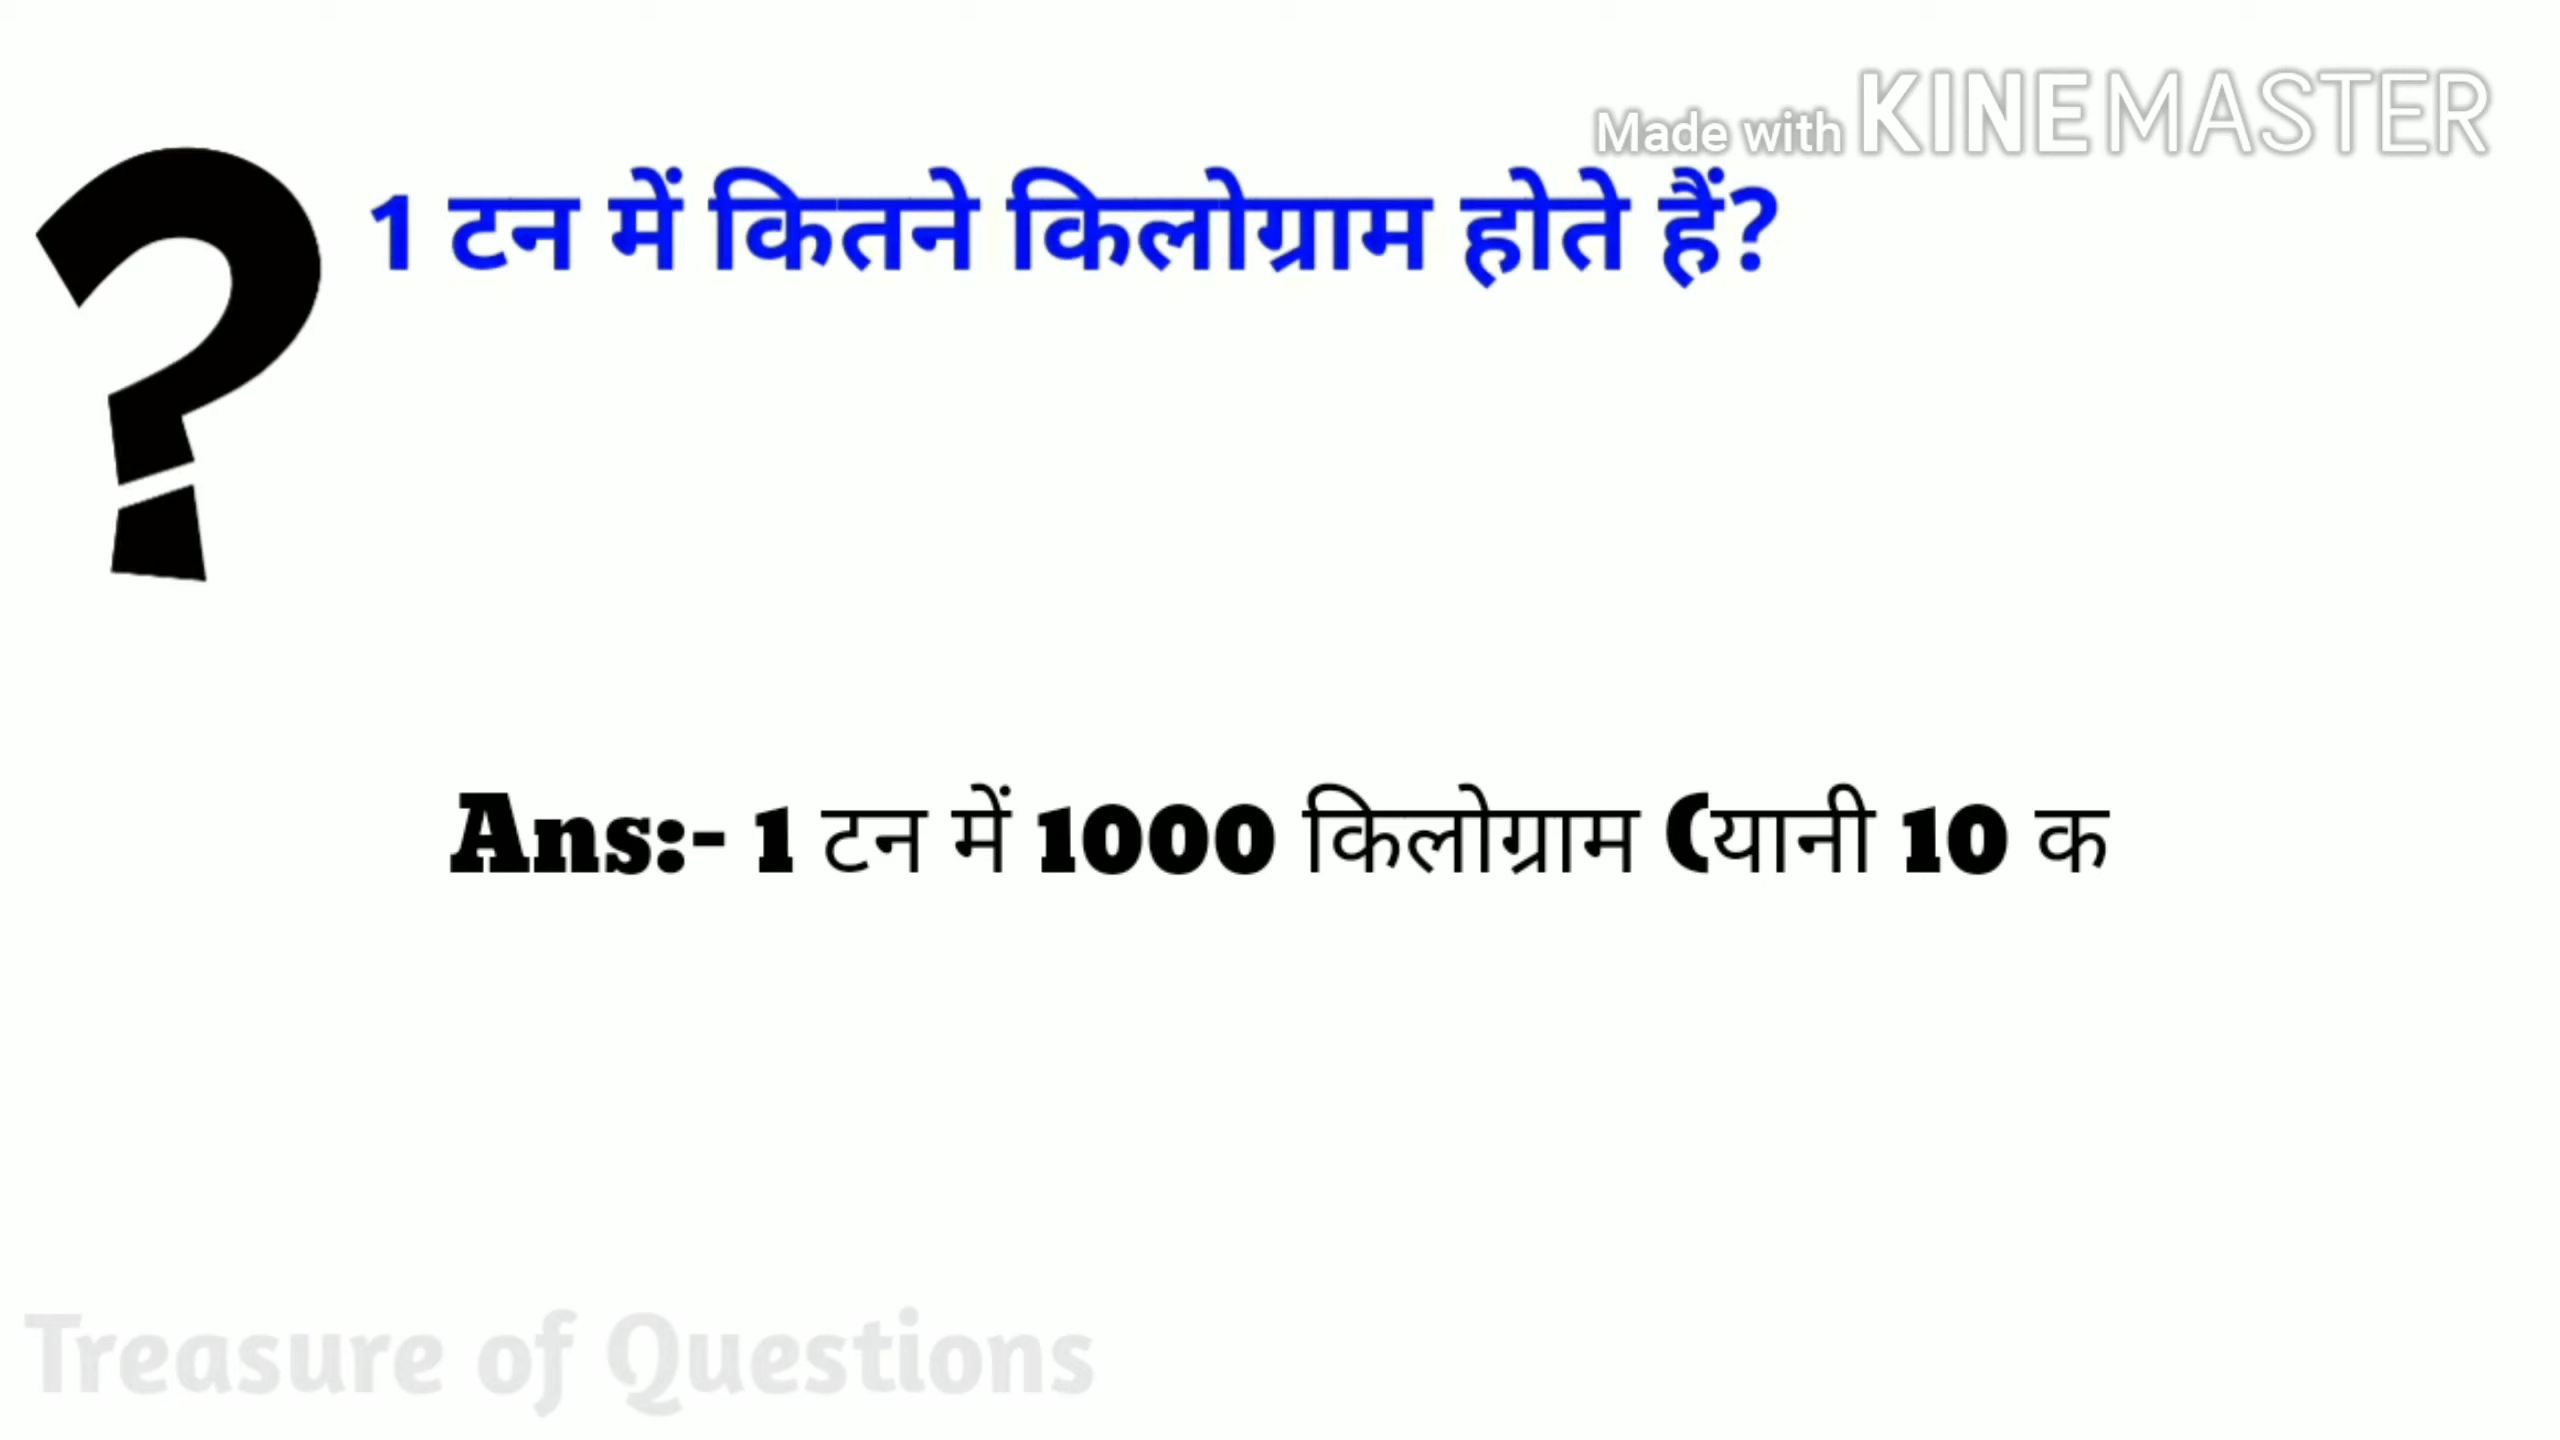 Made with KINEMASTER
1 टन में कितने किलोग्राम होते हैं?
?
Ans:- 1 टन में 1000 किलोग्राम (यानी 10 क
Treasure of Questions